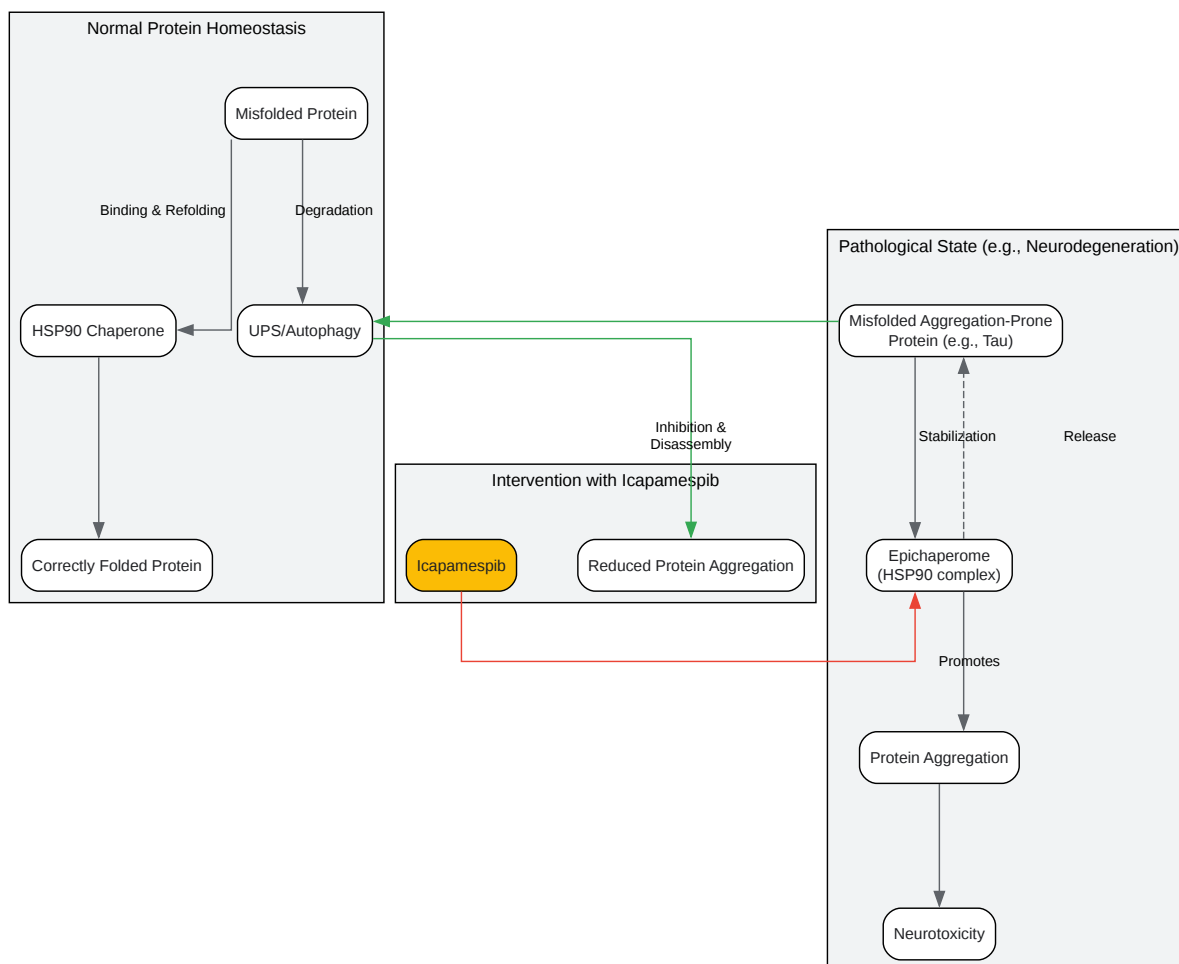 Normal Protein Homeostasis
Misfolded Protein
Binding & Refolding
Degradation
HSP90 Chaperone
UPS/Autophagy
Correctly Folded Protein
Inhibition &
Disassembly
Intervention with Icapamespib
Icapamespib
Reduced Protein Aggregation
Pathological State (e.g., Neurodegeneration)
Misfolded Aggregation-Prone
Protein (e.g., Tau)
Stabilization
Release
Epichaperome
(HSP90 complex)
Promotes
Protein Aggregation
Neurotoxicity